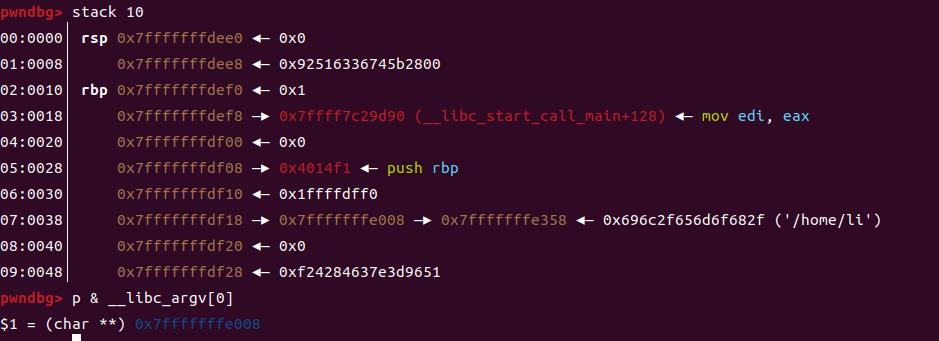 pwndbg> stack 10
00:0000│ rsp 0x7fffffffdee0 ◂— 0x0
01:0008│     0x7fffffffdee8 ◂— 0x92516336745b2800
02:0010│ rbp 0x7fffffffdef0 ◂— 0x1
03:0018│     0x7fffffffdef8 —▸ 0x7ffff7c29d90 (__libc_start_call_main+128) ◂— mov edi, eax
04:0020│     0x7fffffffdf00 ◂— 0x0
05:0028│     0x7fffffffdf08 —▸ 0x4014f1 ◂— push rbp
06:0030│     0x7fffffffdf10 ◂— 0x1ffffdff0
07:0038│     0x7fffffffdf18 —▸ 0x7fffffffe008 —▸ 0x7fffffffe358 ◂— 0x696c2f656d6f682f ('/home/li')
08:0040│     0x7fffffffdf20 ◂— 0x0
09:0048│     0x7fffffffdf28 ◂— 0xf24284637e3d9651
pwndbg> p & __libc_argv[0]
$1 = (char **) 0x7fffffffe008